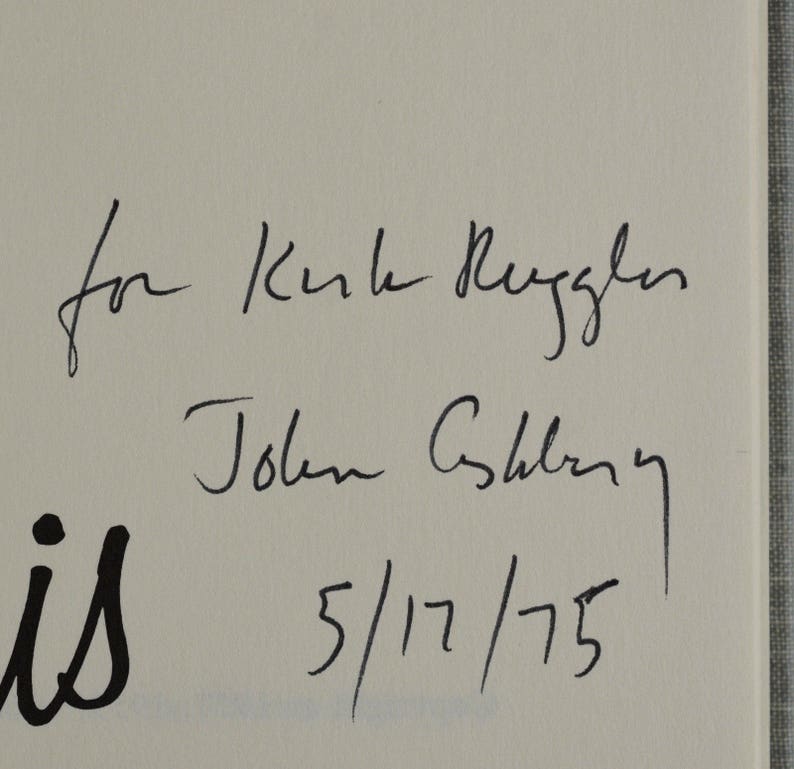 for Kirk Ruggles
John Ashbery
5/17/75
is